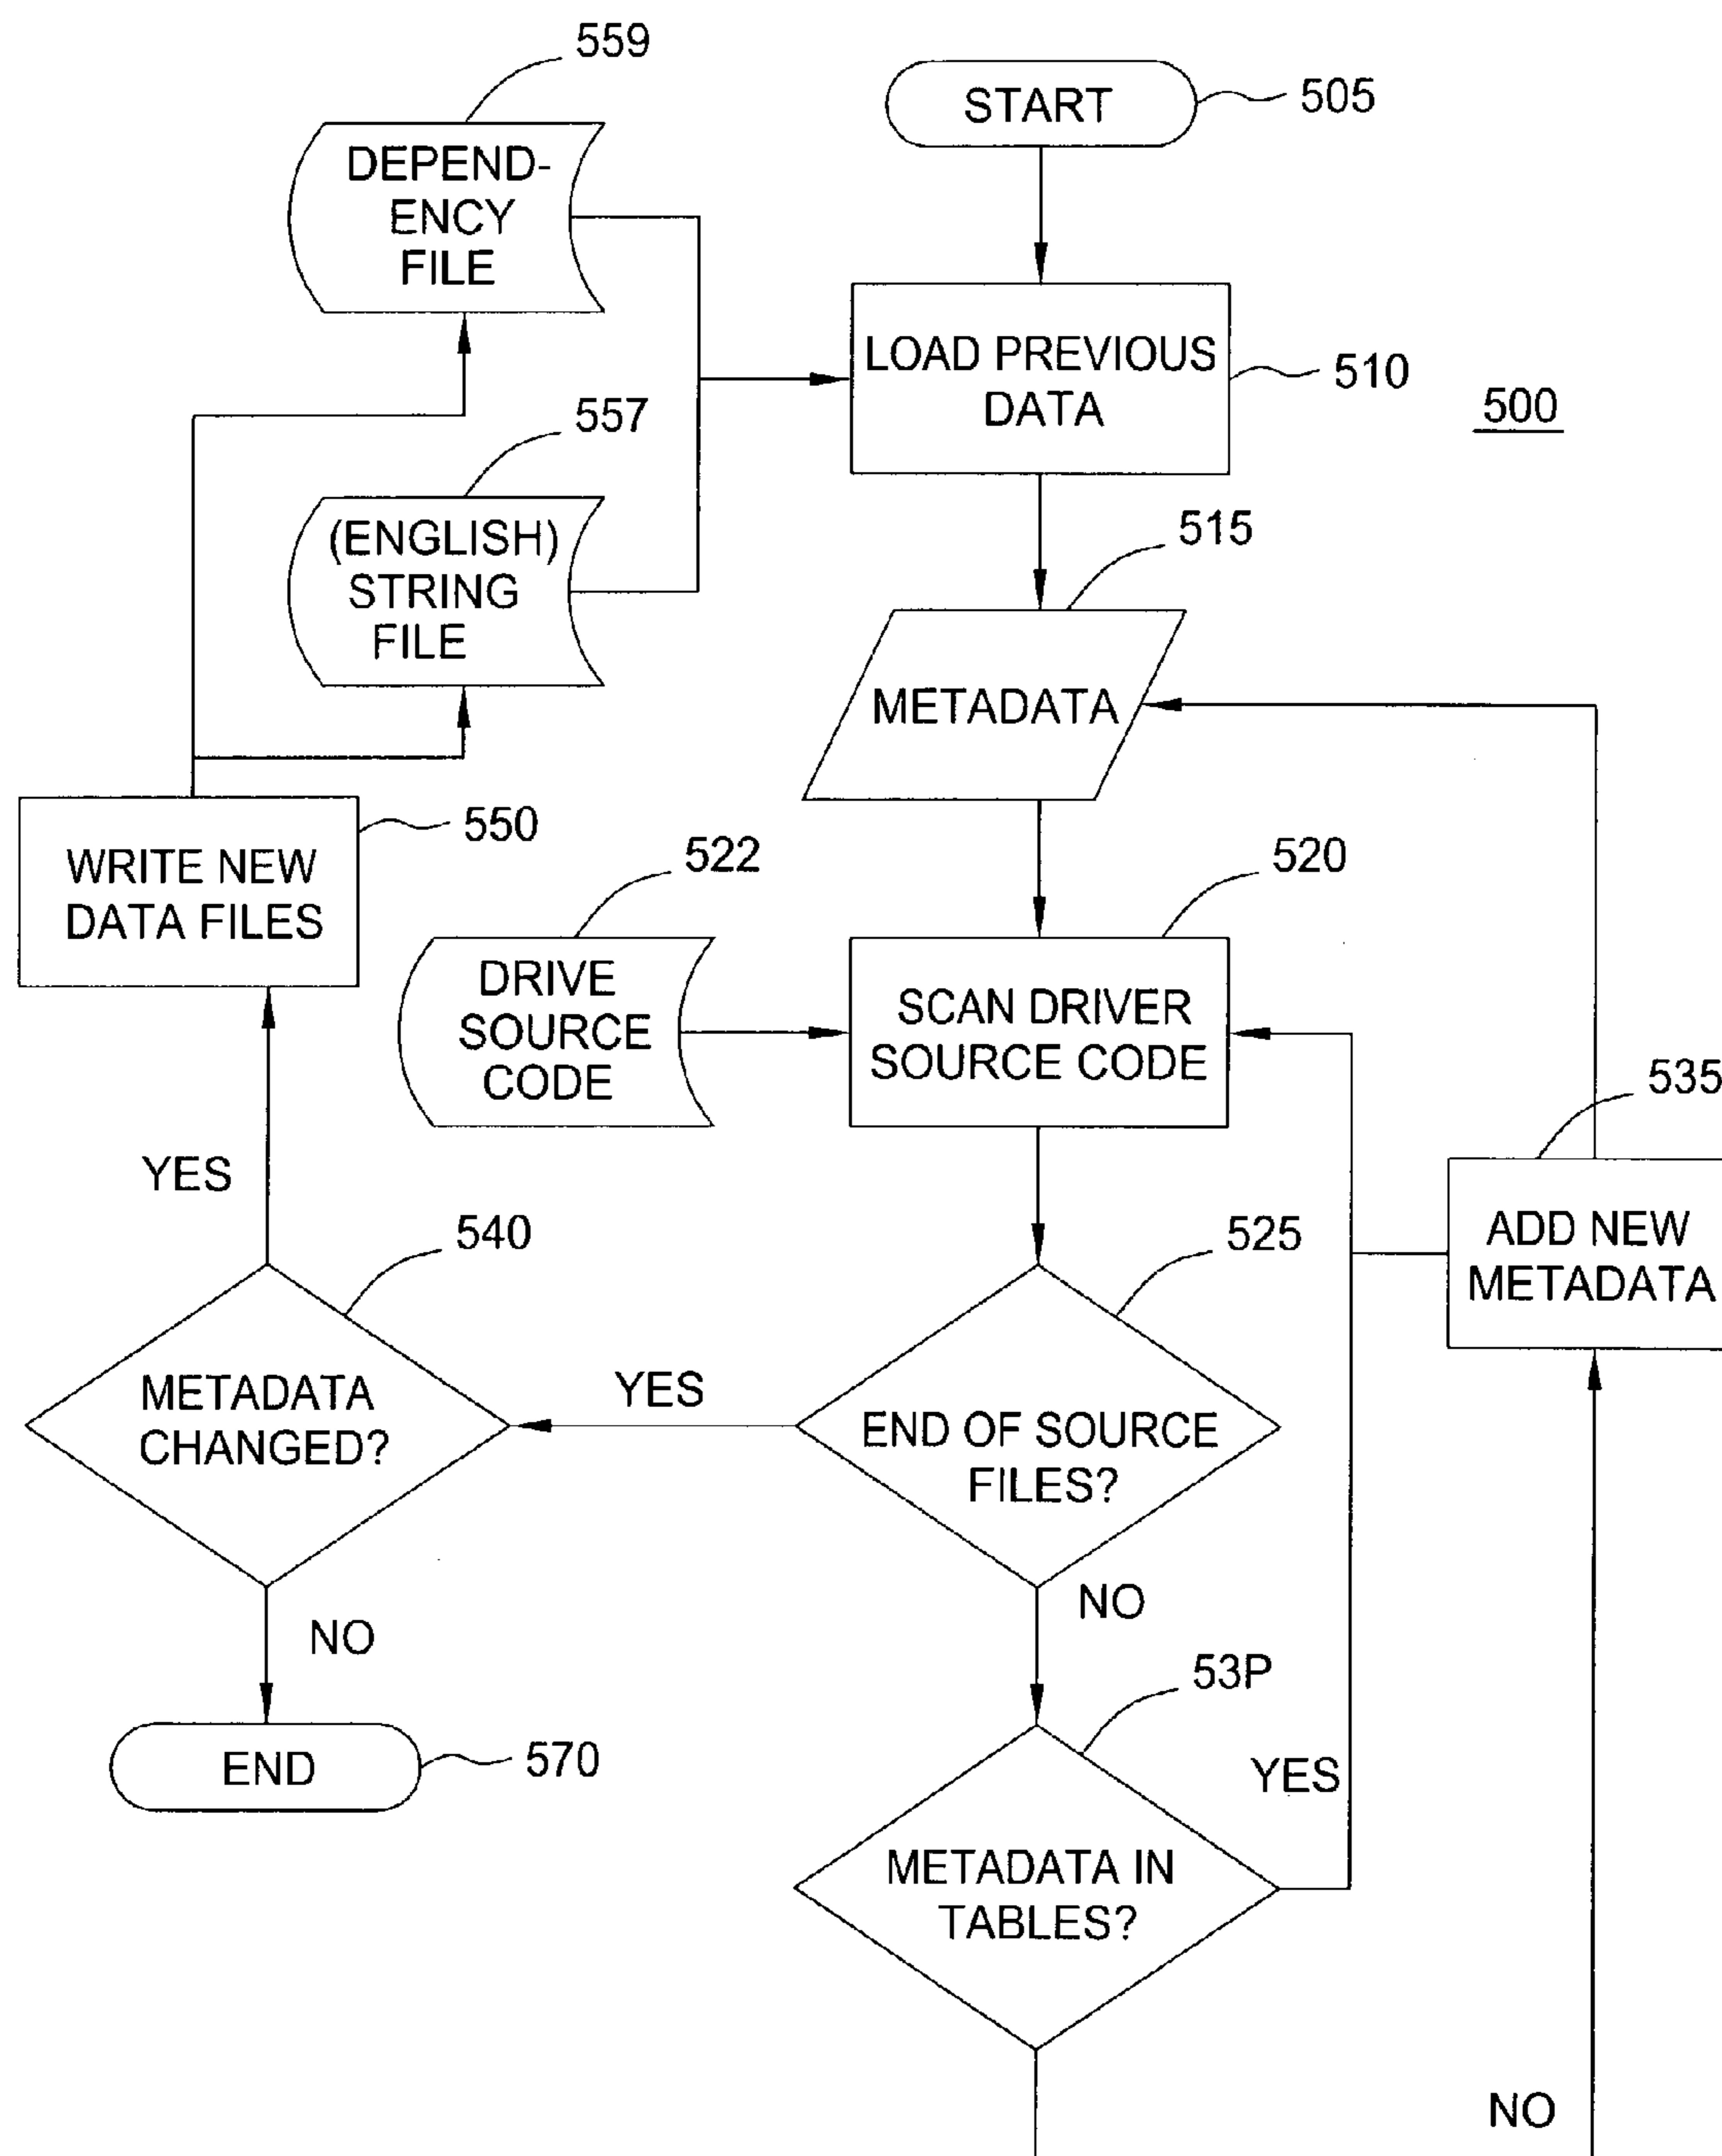 559
START
505
DEPEND-
ENCY
FILE
LOAD PREVIOUS
DATA
510
500
557
(ENGLISH)
STRING
FILE
515
METADATA
550
WRITE NEW
DATA FILES
522
520
DRIVE
SOURCE
CODE
SCAN DRIVER
SOURCE CODE
535
YES
ADD NEW
METADATA
540
525
METADATA
CHANGED?
YES
END OF SOURCE
FILES?
NO
NO
53P
END
570
YES
METADATA IN
TABLES?
NO